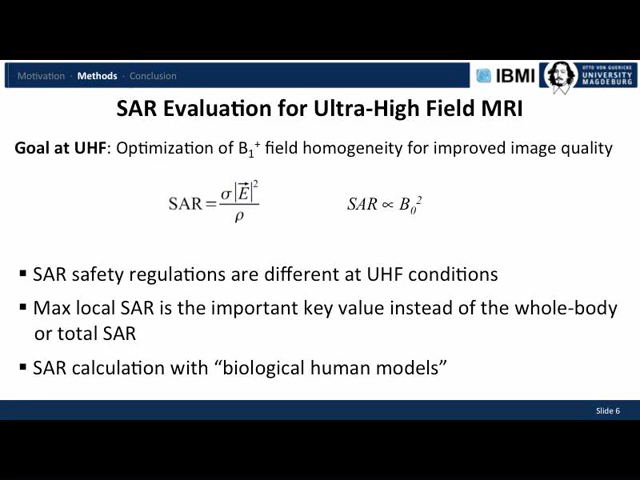 Motivation · Methods · Conclusion
IBMI
OTTO VON GUERICKE
UNIVERSITY
MAGDEBURG
SAR Evaluation for Ultra-High Field MRI
Goal at UHF: Optimization of B₁⁺ field homogeneity for improved image quality
SAR = σ|E⃗|² / ρ
SAR ∝ B₀²
▪ SAR safety regulations are different at UHF conditions
▪ Max local SAR is the important key value instead of the whole-body
or total SAR
▪ SAR calculation with “biological human models”
Slide 6